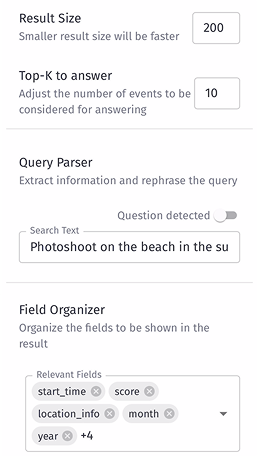 Result Size
Smaller result size will be faster
200
Top-K to answer
Adjust the number of events to be
considered for answering
10
Query Parser
Extract information and rephrase the query
Question detected
Search Text
Photoshoot on the beach in the su
Field Organizer
Organize the fields to be shown in the
result
Relevant Fields
start_time score
location_info month
year +4